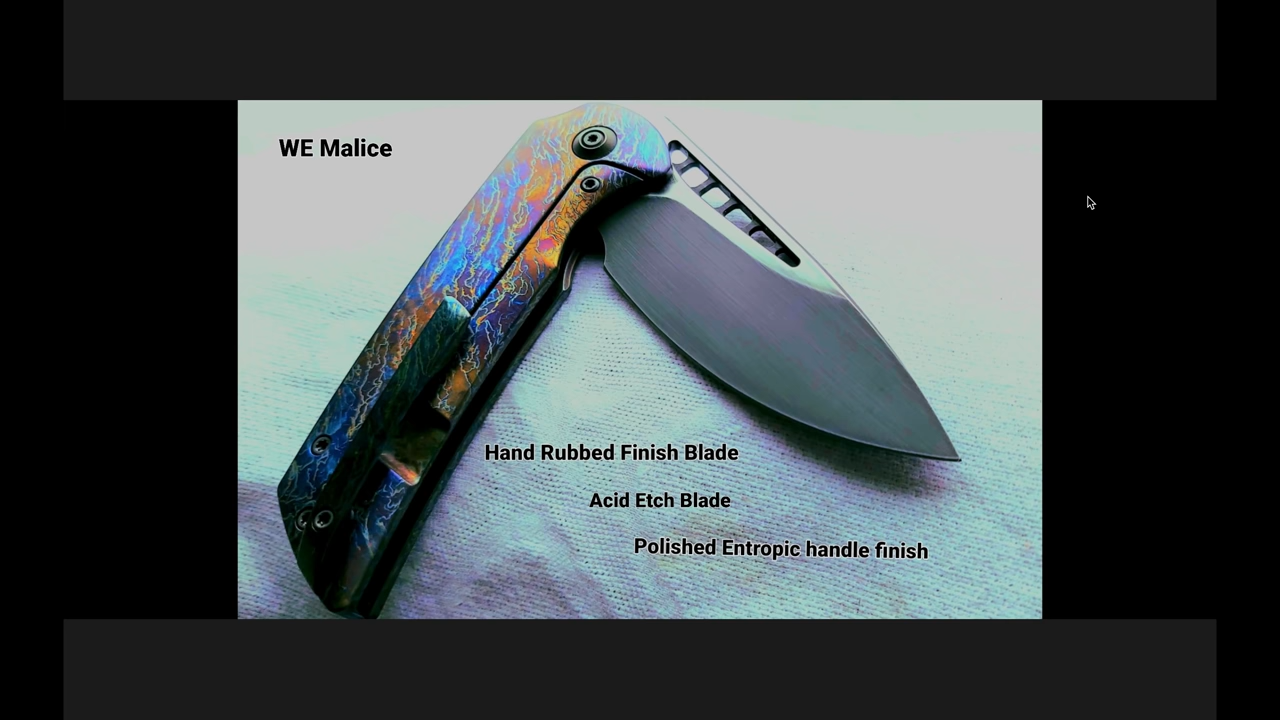 WE Malice
Hand Rubbed Finish Blade
Acid Etch Blade
Polished Entropic handle finish